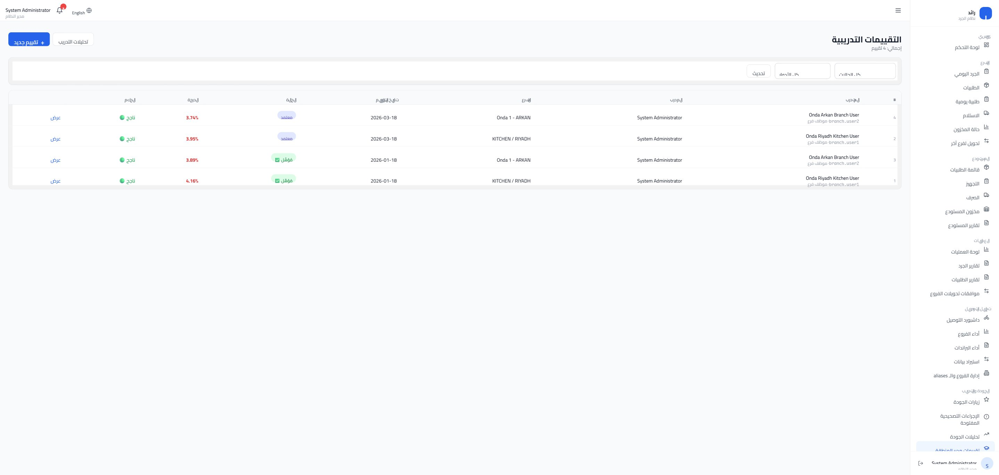 رائد
نظام الجرد
لوحة التحكم
الفرع
الجرد اليومي
الطلبيات
طلبية يومية
الاستلام
حالة المخزون
تحويل لفرع آخر
المستودع
قائمة الطلبيات
التجهيز
الصرف
مخزون المستودع
تقارير المستودع
العمليات
لوحة العمليات
تقارير الجرد
تقارير الطلبيات
موافقات تحويلات الفروع
تحليل التوصيل
داشبورد التوصيل
أداء الفروع
أداء البراندات
استيراد بيانات
إدارة الفروع والـ aliases
الجودة والتدريب
زيارات الجودة
الإجراءات التصحيحية
المفتوحة
تحليلات الجودة
تقييمات مدير المنطقة
S
System Administrator
مدير النظام
English
System Administrator
مدير النظام
التقييمات التدريبية
إجمالي: 4 تقييم
تحليلات التدريب
+ تقييم جديد
كل الحالات
كل الأدوار
تحديث
# المتدرب المدرب الفرع تاريخ التقييم الحالة الدرجة الحكم
4 Onda Arkan Branch User System Administrator Onda 1 - ARKAN 2026-03-18 معتمد 3.74% ناجح عرض
branch.user2· موظف فرع
2 Onda Riyadh Kitchen User System Administrator KITCHEN / RIYADH 2026-03-18 معتمد 3.95% ناجح عرض
branch.user1· موظف فرع
3 Onda Arkan Branch User System Administrator Onda 1 - ARKAN 2026-01-18 مُؤهَّل ✅ 3.89% ناجح عرض
branch.user2· موظف فرع
1 Onda Riyadh Kitchen User System Administrator KITCHEN / RIYADH 2026-01-18 مُؤهَّل ✅ 4.16% ناجح عرض
branch.user1· موظف فرع